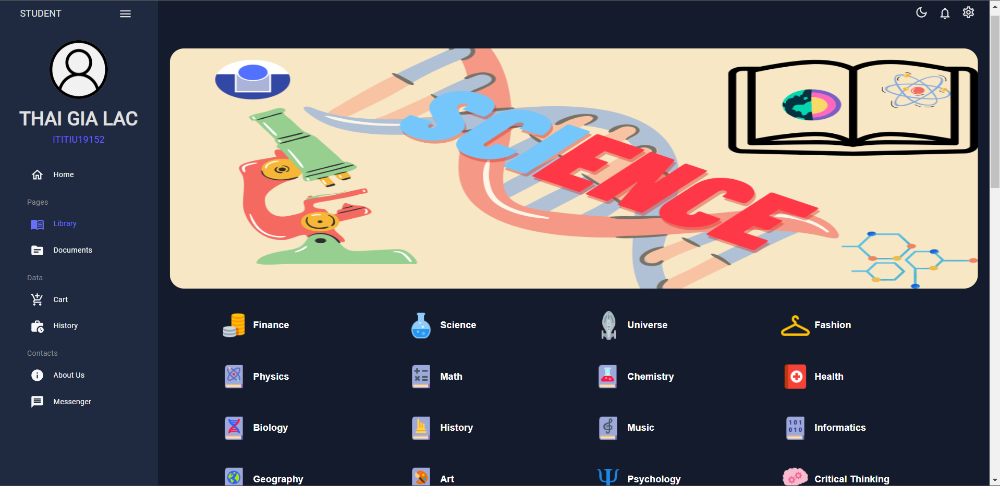 STUDENT
THAI GIA LAC
ITITIU19152
Home
Pages
Library
Documents
Data
Cart
History
Contacts
About Us
Messenger
SCIENCE
Finance
Science
Universe
Fashion
Physics
Math
Chemistry
Health
Biology
History
Music
Informatics
101
010
Geography
Art
Psychology
Critical Thinking